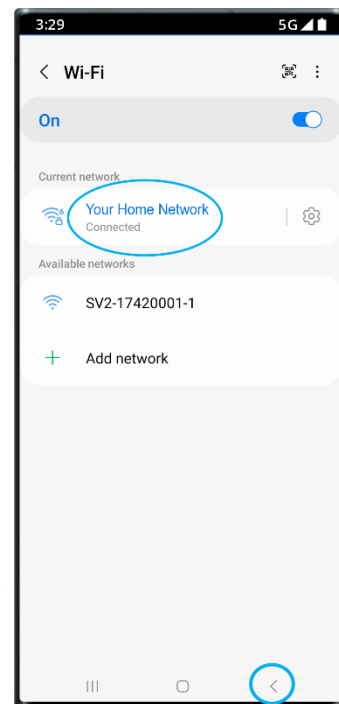 3:29 5G
Wi-Fi
On
Current network
Your Home Network
Connected
Available networks
SV2-17420001-1
Add network